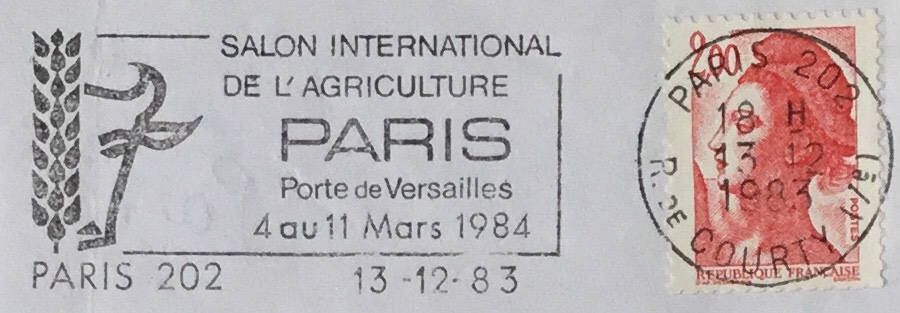 SALON INTERNATIONAL
DE L'AGRICULTURE
PARIS
Porte de Versailles
4 au 11 Mars 1984
PARIS 202
13-12-83
2,00
PARIS 202
18 H
13 12
1983
R. DE COURTY (7è)
POSTES
REPUBLIQUE FRANÇAISE